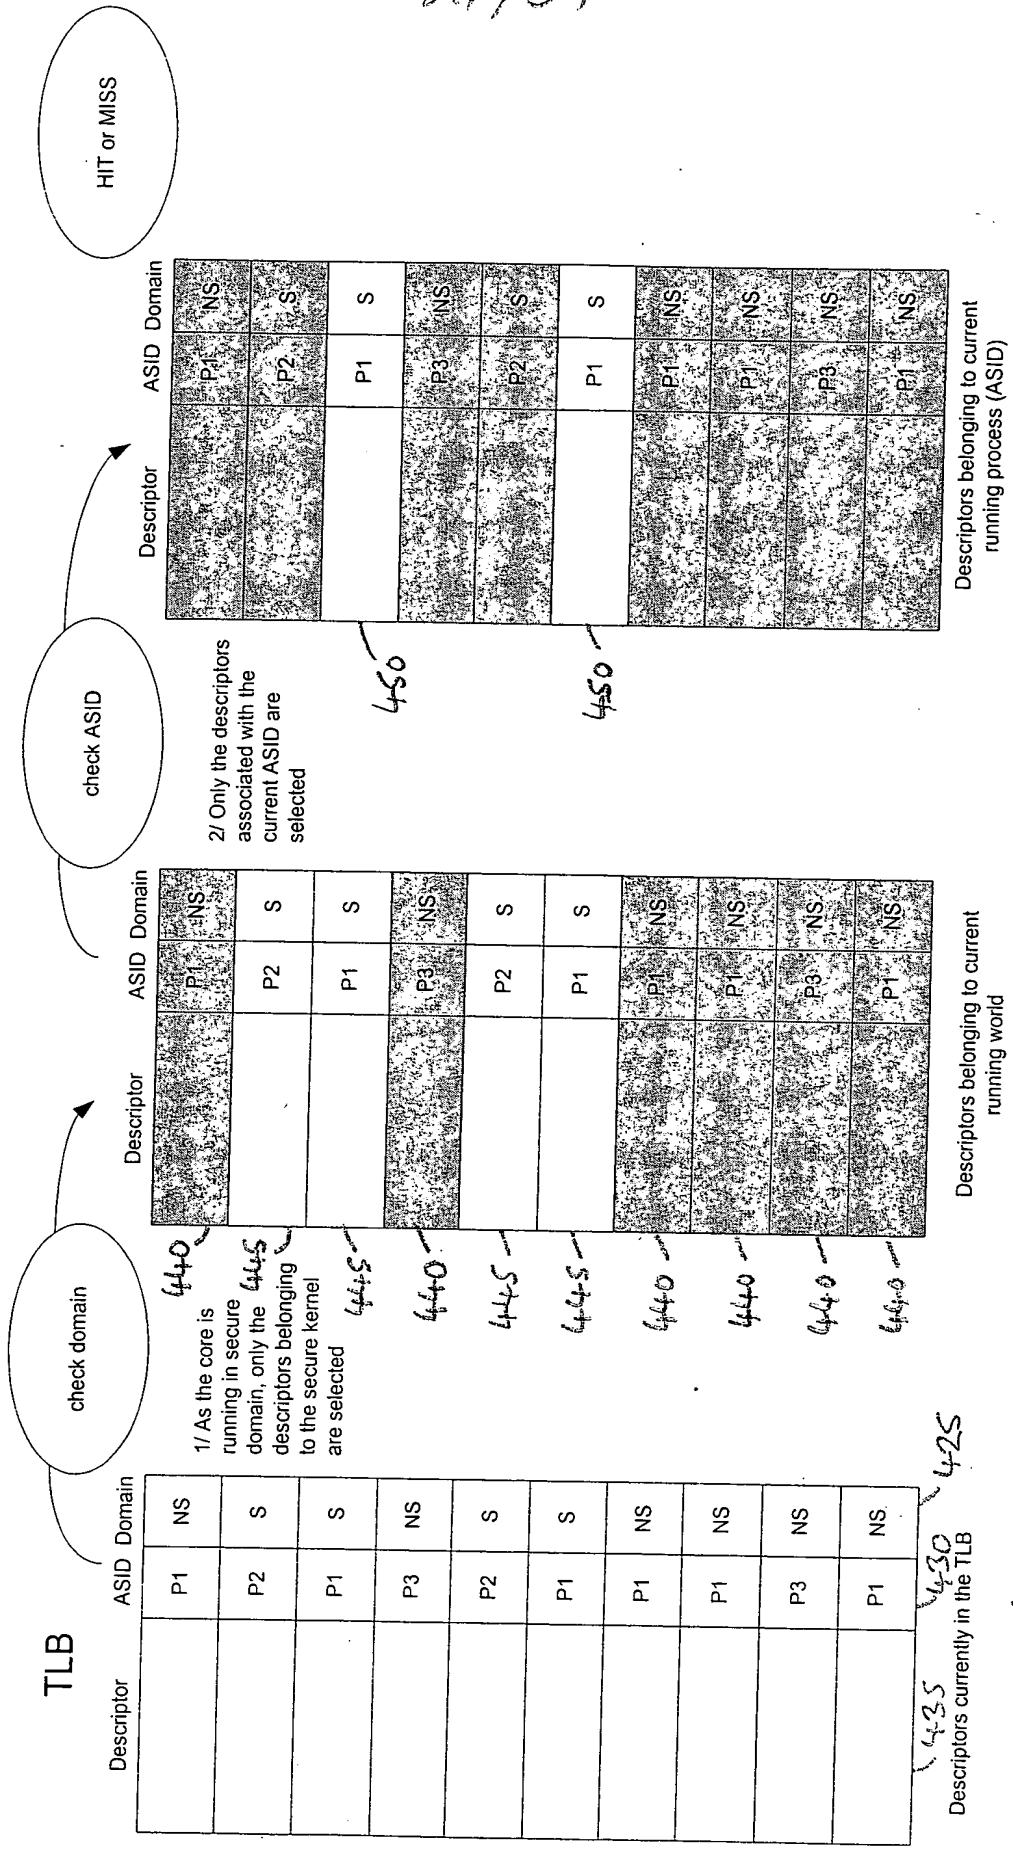 TLB
Descriptor ASID Domain
P1 NS
P2 S
P1 S
P3 NS
P2 S
P1 S
P1 NS
P1 NS
P3 NS
P1 NS
435 430 425
Descriptors currently in the TLB
check domain
1/ As the core is
running in secure
domain, only the
descriptors belonging
to the secure kernel
are selected
Descriptor ASID Domain
440 P1 NS
445 P2 S
445 P1 S
440 P3 NS
445 P2 S
445 P1 S
440 P1 NS
440 P1 NS
440 P3 NS
440 P1 NS
Descriptors belonging to current
running world
check ASID
2/ Only the descriptors
associated with the
current ASID are
selected
Descriptor ASID Domain
P1 NS
P2 S
450 P1 S
P3 NS
P2 S
450 P1 S
P1 NS
P1 NS
P3 NS
P1 NS
Descriptors belonging to current
running process (ASID)
HIT or MISS